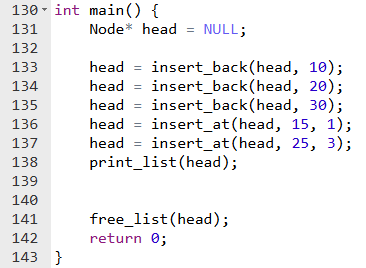 130 int main() {
131     Node* head = NULL;
132
133     head = insert_back(head, 10);
134     head = insert_back(head, 20);
135     head = insert_back(head, 30);
136     head = insert_at(head, 15, 1);
137     head = insert_at(head, 25, 3);
138     print_list(head);
139
140
141     free_list(head);
142     return 0;
143 }